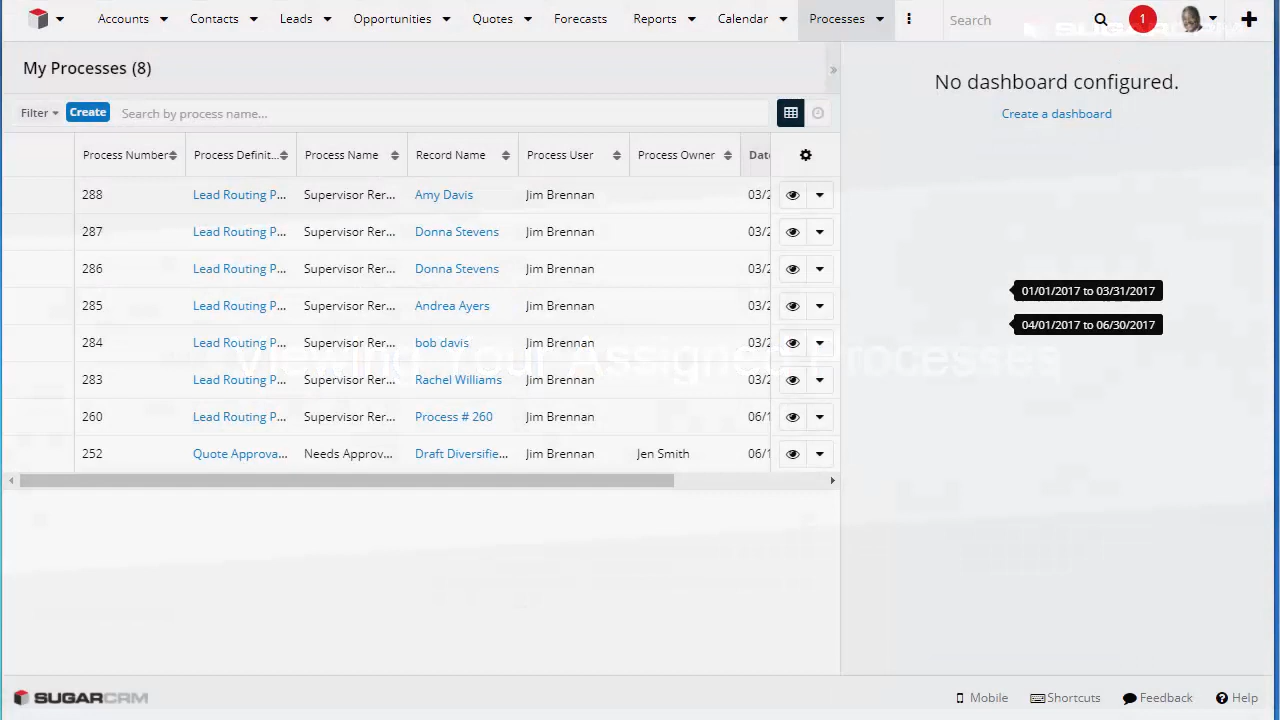 Accounts Contacts Leads Opportunities Quotes Forecasts Reports Calendar Processes Search 1
SUGARCRM
My Processes (8)
No dashboard configured.
Filter Create Search by process name...
Create a dashboard
Process Number Process Definit... Process Name Record Name Process User Process Owner Date
288 Lead Routing P... Supervisor Rer... Amy Davis Jim Brennan 03/2
287 Lead Routing P... Supervisor Rer... Donna Stevens Jim Brennan 03/2
286 Lead Routing P... Supervisor Rer... Donna Stevens Jim Brennan 03/2
01/01/2017 to 03/31/2017
285 Lead Routing P... Supervisor Rer... Andrea Ayers Jim Brennan 03/2
04/01/2017 to 06/30/2017
284 Lead Routing P... Supervisor Rer... bob davis Jim Brennan 03/2
Viewing Your Assigned Processes
283 Lead Routing P... Supervisor Rer... Rachel Williams Jim Brennan 03/2
260 Lead Routing P... Supervisor Rer... Process # 260 Jim Brennan 06/1
252 Quote Approva... Needs Approv... Draft Diversifie... Jim Brennan Jen Smith 06/1
SUGARCRM Mobile Shortcuts Feedback Help